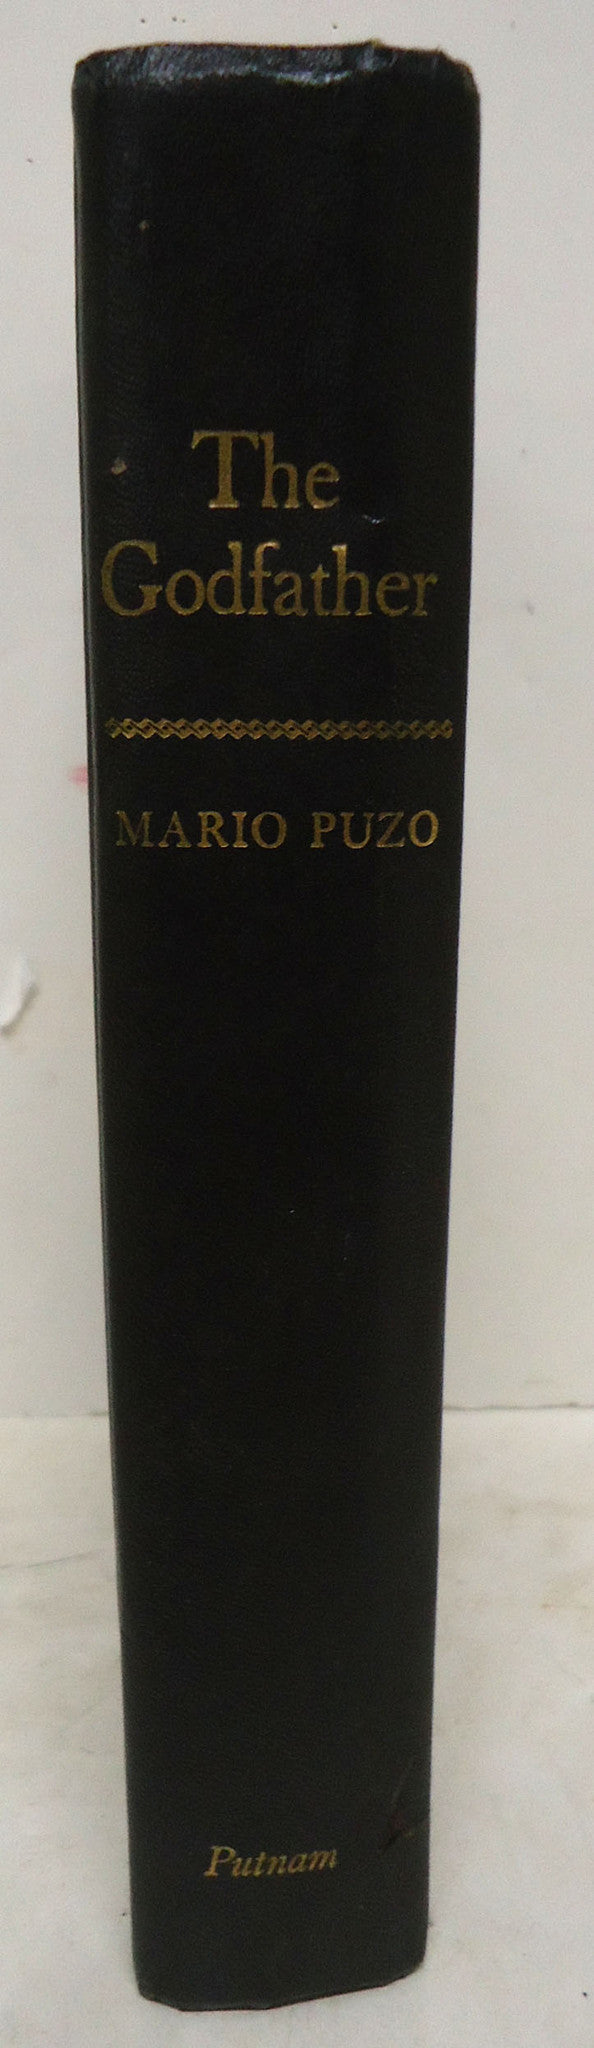 The
Godfather
MARIO PUZO
Putnam